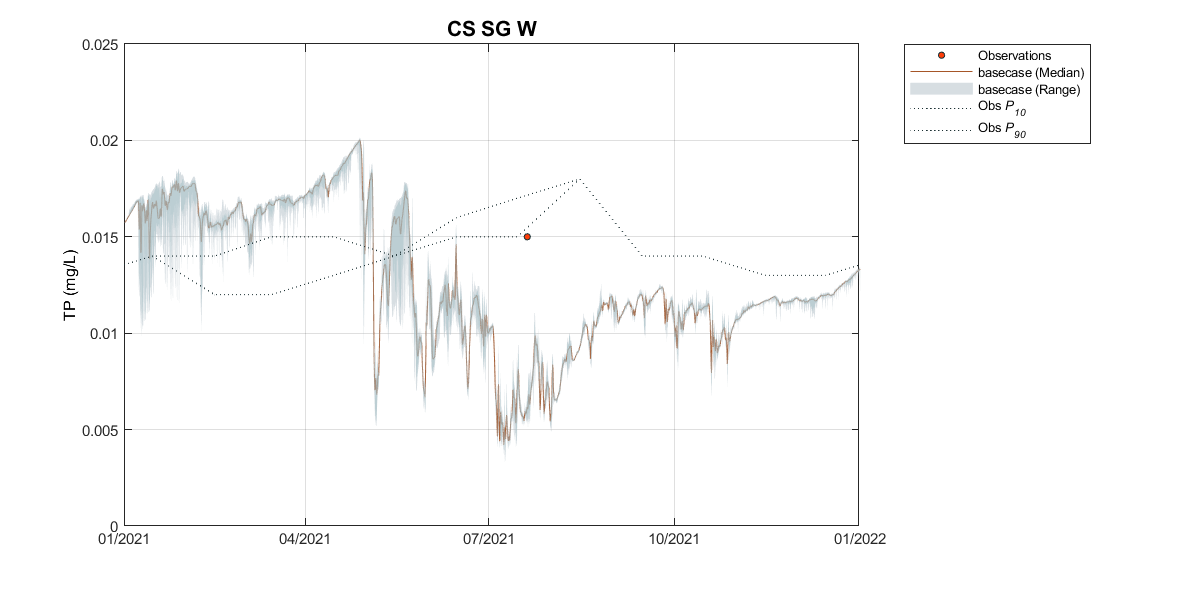 CS SG W
0.025
0.02
0.015
0.01
0.005
0
TP (mg/L)
01/2021
04/2021
07/2021
10/2021
01/2022
Observations
basecase (Median)
basecase (Range)
Obs P10
Obs P90